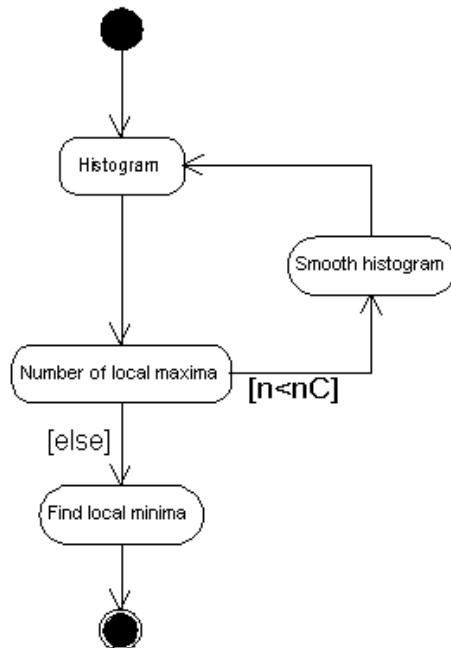 Histogram
Smooth histogram
Number of local maxima
[n<nC]
[else]
Find local minima